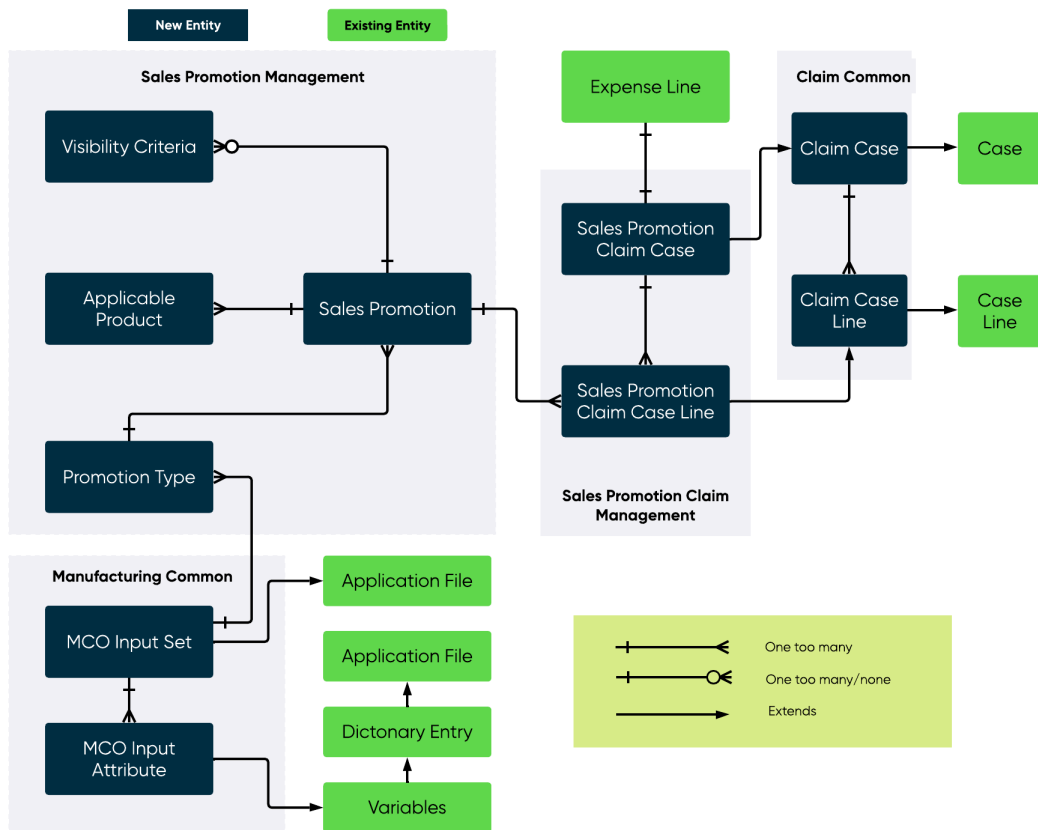 New Entity
Existing Entity
Sales Promotion Management
Visibility Criteria
Applicable
Product
Sales Promotion
Promotion Type
Expense Line
Sales Promotion
Claim Case
Sales Promotion
Claim Case Line
Sales Promotion Claim
Management
Claim Common
Claim Case
Case
Claim Case
Line
Case
Line
Manufacturing Common
MCO Input Set
MCO Input
Attribute
Application File
Application File
Dictonary Entry
Variables
One too many
One too many/none
Extends